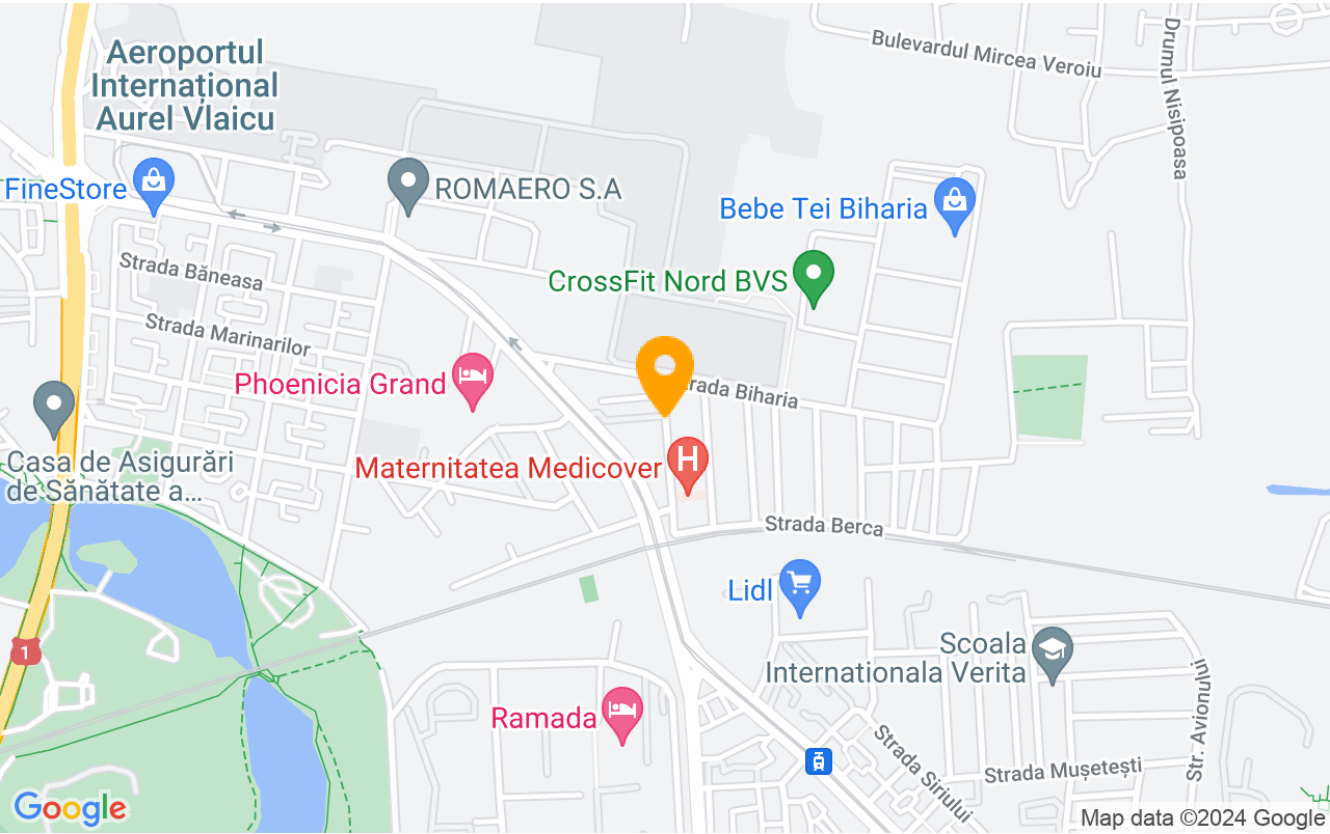 Aeroportul
Internațional
Aurel Vlaicu
Bulevardul Mircea Veroiu
Drumul Nisipoasa
FineStore
ROMAERO S.A
Bebe Tei Biharia
Strada Băneasa
CrossFit Nord BVS
Strada Marinarilor
Phoenicia Grand
trada Biharia
Casa de Asigurări
de Sănătate a...
Maternitatea Medicover
H
Strada Berca
Lidl
1
Scoala
Internationala Verita
Str. Avionului
Ramada
Strada Siriului
Strada Mușetești
Google
Map data ©2024 Google